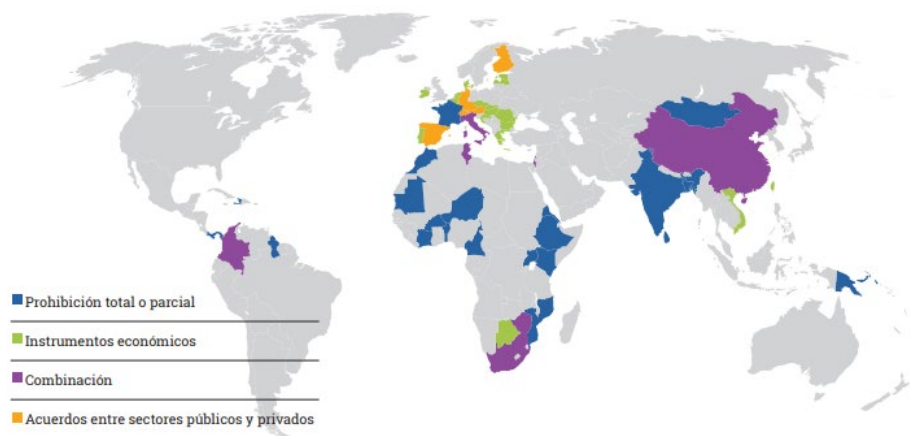 Prohibición total o parcial
Instrumentos económicos
Combinación
Acuerdos entre sectores públicos y privados